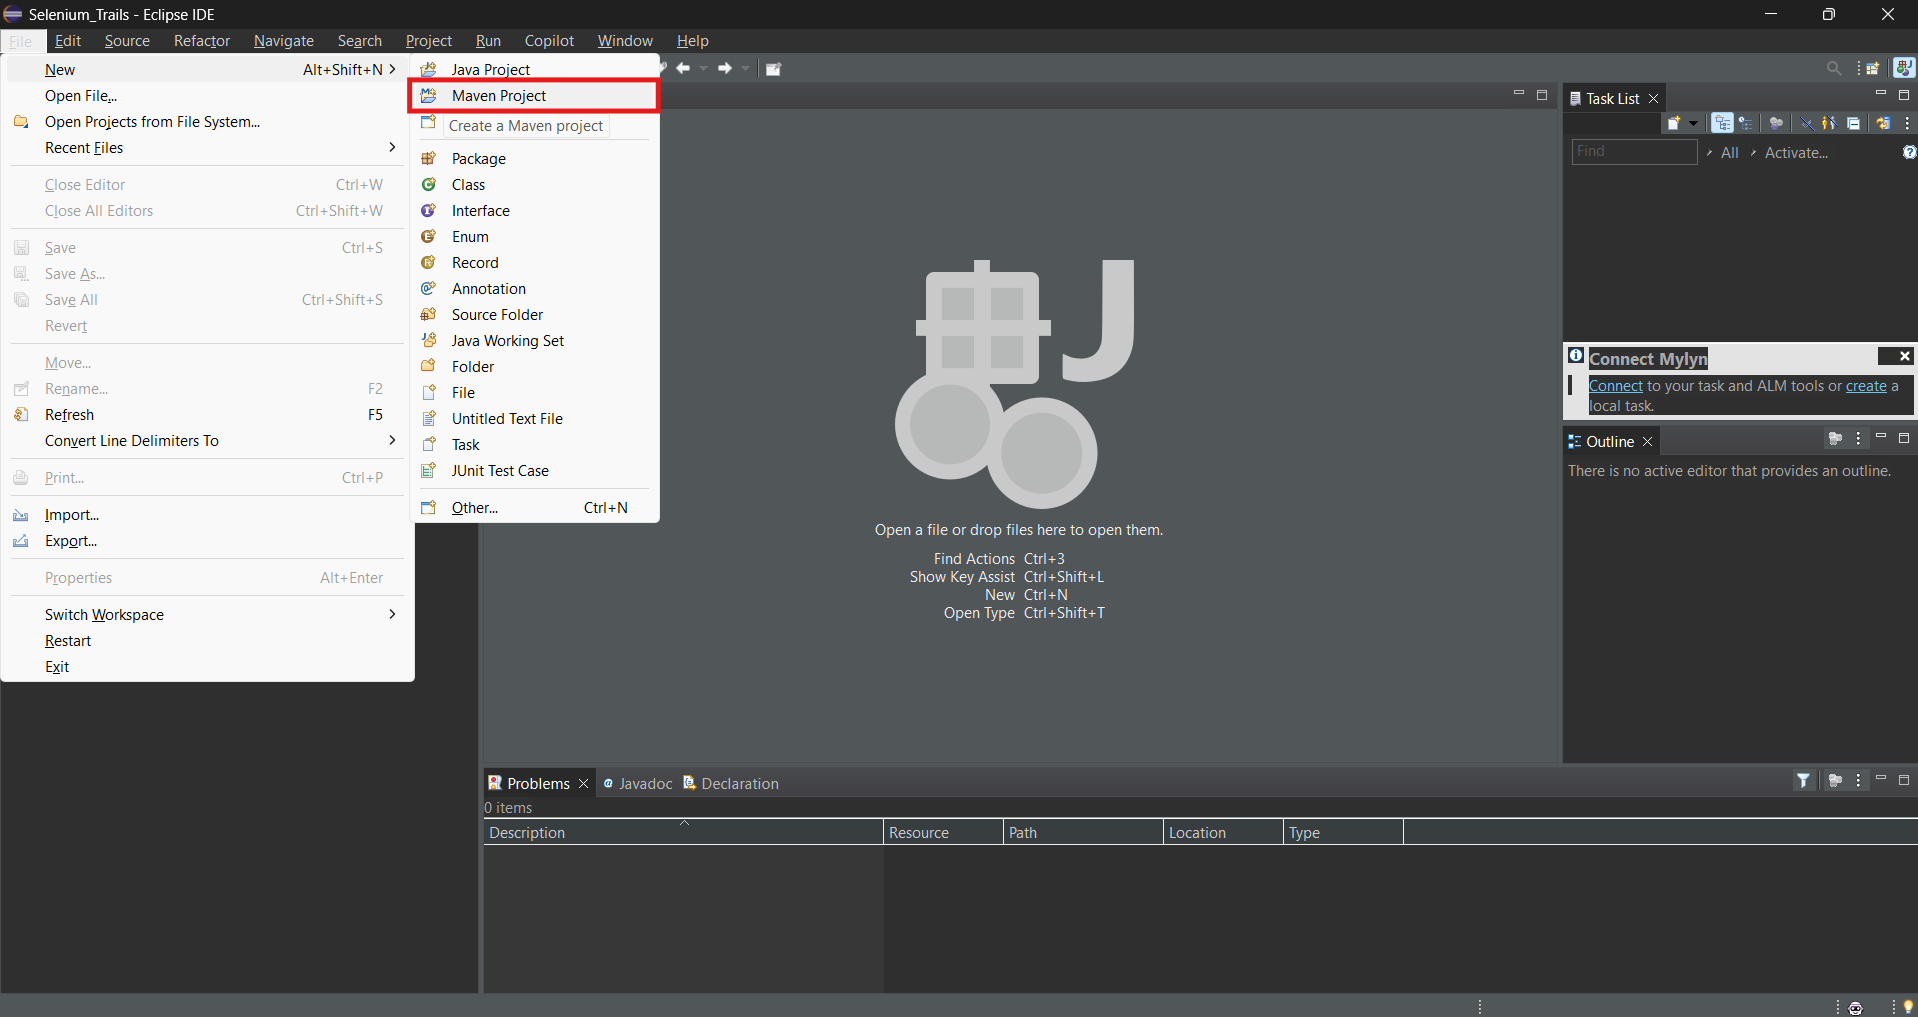 Selenium_Trails - Eclipse IDE
File Edit Source Refactor Navigate Search Project Run Copilot Window Help
New Alt+Shift+N
Open File...
Open Projects from File System...
Recent Files
Close Editor Ctrl+W
Close All Editors Ctrl+Shift+W
Save Ctrl+S
Save As...
Save All Ctrl+Shift+S
Revert
Move...
Rename... F2
Refresh F5
Convert Line Delimiters To
Print... Ctrl+P
Import...
Export...
Properties Alt+Enter
Switch Workspace
Restart
Exit
Java Project
Maven Project
Create a Maven project
Package
Class
Interface
Enum
Record
Annotation
Source Folder
Java Working Set
Folder
File
Untitled Text File
Task
JUnit Test Case
Other... Ctrl+N
Open a file or drop files here to open them.
Find Actions Ctrl+3
Show Key Assist Ctrl+Shift+L
New Ctrl+N
Open Type Ctrl+Shift+T
Task List
Find All Activate...
Connect Mylyn
Connect to your task and ALM tools or create a
local task.
Outline
There is no active editor that provides an outline.
Problems Javadoc Declaration
0 items
Description Resource Path Location Type